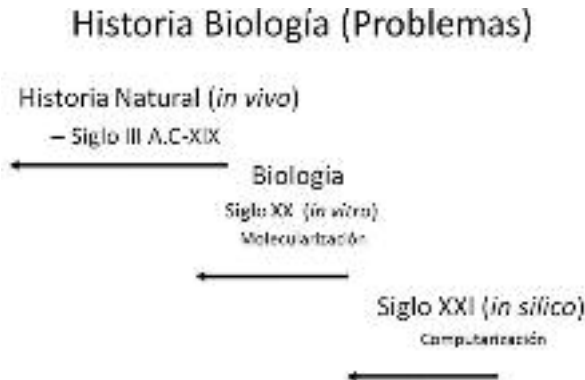 Historia Biología (Problemas)
Historia Natural (in vivo)
– Siglo III A.C-XIX
Biologia
Siglo XX (in vitro)
Molecularización
Siglo XXI (in silico)
Computarización